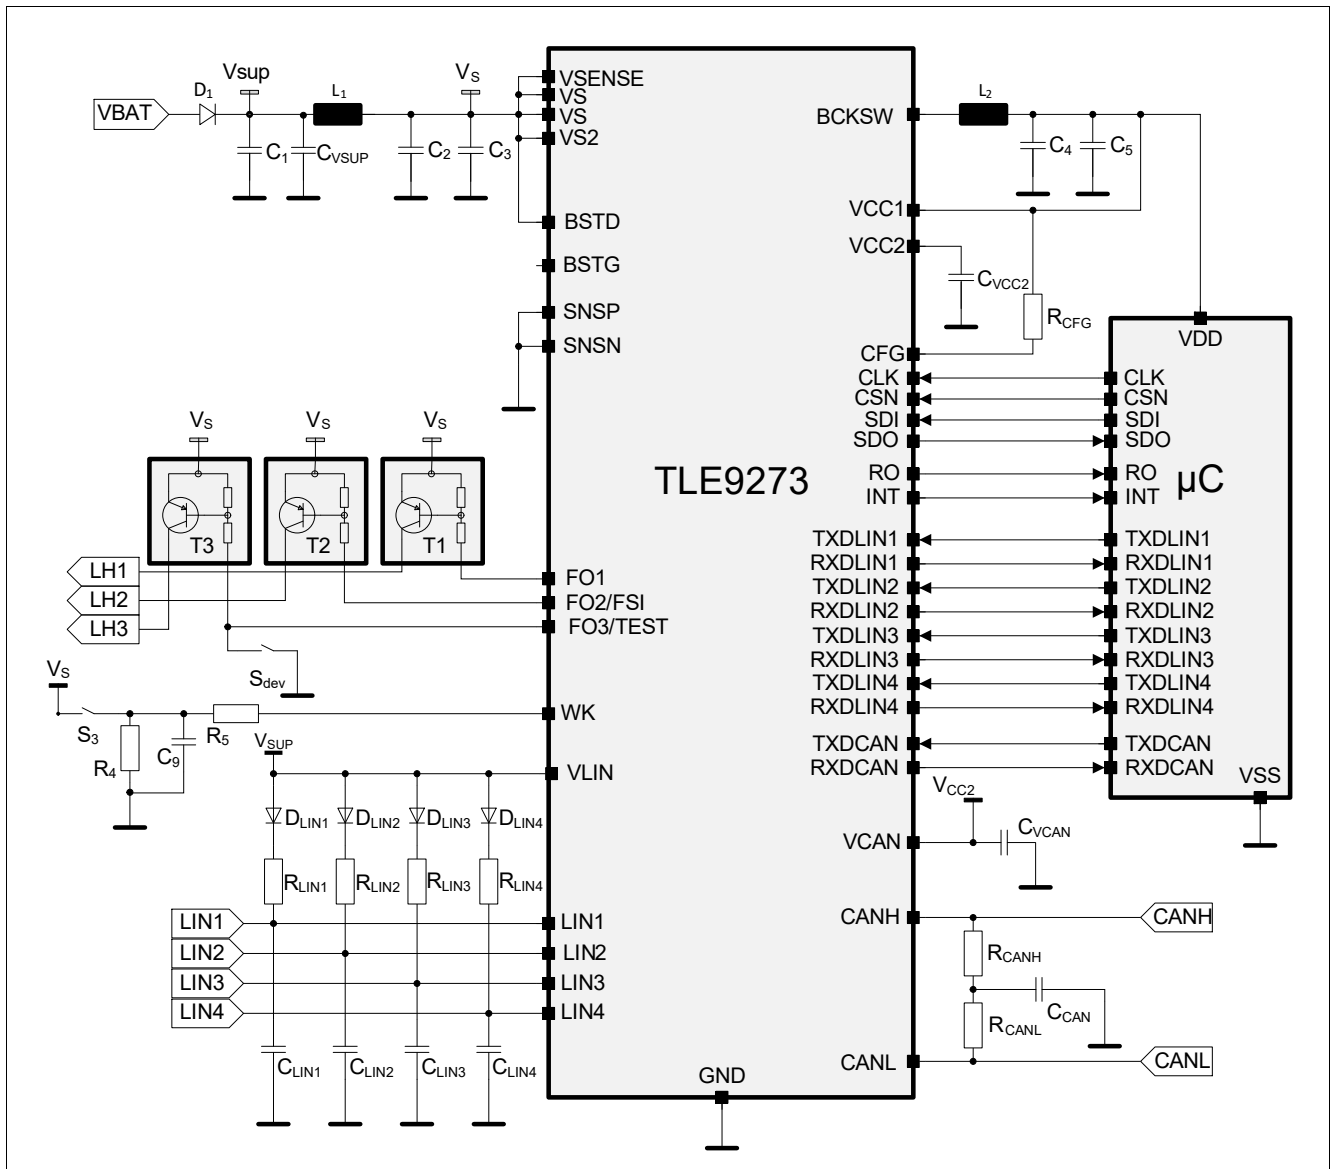 Vsup
VS
D1
VBAT
L1
C1
CVSUP
C2
C3
VSENSE
VS
VS
VS2
BSTD
BSTG
SNSP
SNSN
BCKSW
L2
C4
C5
VCC1
VCC2
CVCC2
RCFG
CFG
CLK
CSN
SDI
SDO
RO
INT
TXDLIN1
RXDLIN1
TXDLIN2
RXDLIN2
TXDLIN3
RXDLIN3
TXDLIN4
RXDLIN4
TXDCAN
RXDCAN
VDD
CLK
CSN
SDI
SDO
RO
INT
µC
TXDLIN1
RXDLIN1
TXDLIN2
RXDLIN2
TXDLIN3
RXDLIN3
TXDLIN4
RXDLIN4
TXDCAN
RXDCAN
VSS
TLE9273
VS
VS
VS
T3
T2
T1
LH1
LH2
LH3
FO1
FO2/FSI
FO3/TEST
Sdev
VS
S3
R4
C9
R5
WK
VSUP
VLIN
DLIN1
DLIN2
DLIN3
DLIN4
RLIN1
RLIN2
RLIN3
RLIN4
LIN1
LIN2
LIN3
LIN4
LIN1
LIN2
LIN3
LIN4
CLIN1
CLIN2
CLIN3
CLIN4
GND
VCC2
VCAN
CVCAN
CANH
CANH
RCANH
CCAN
RCANL
CANL
CANL